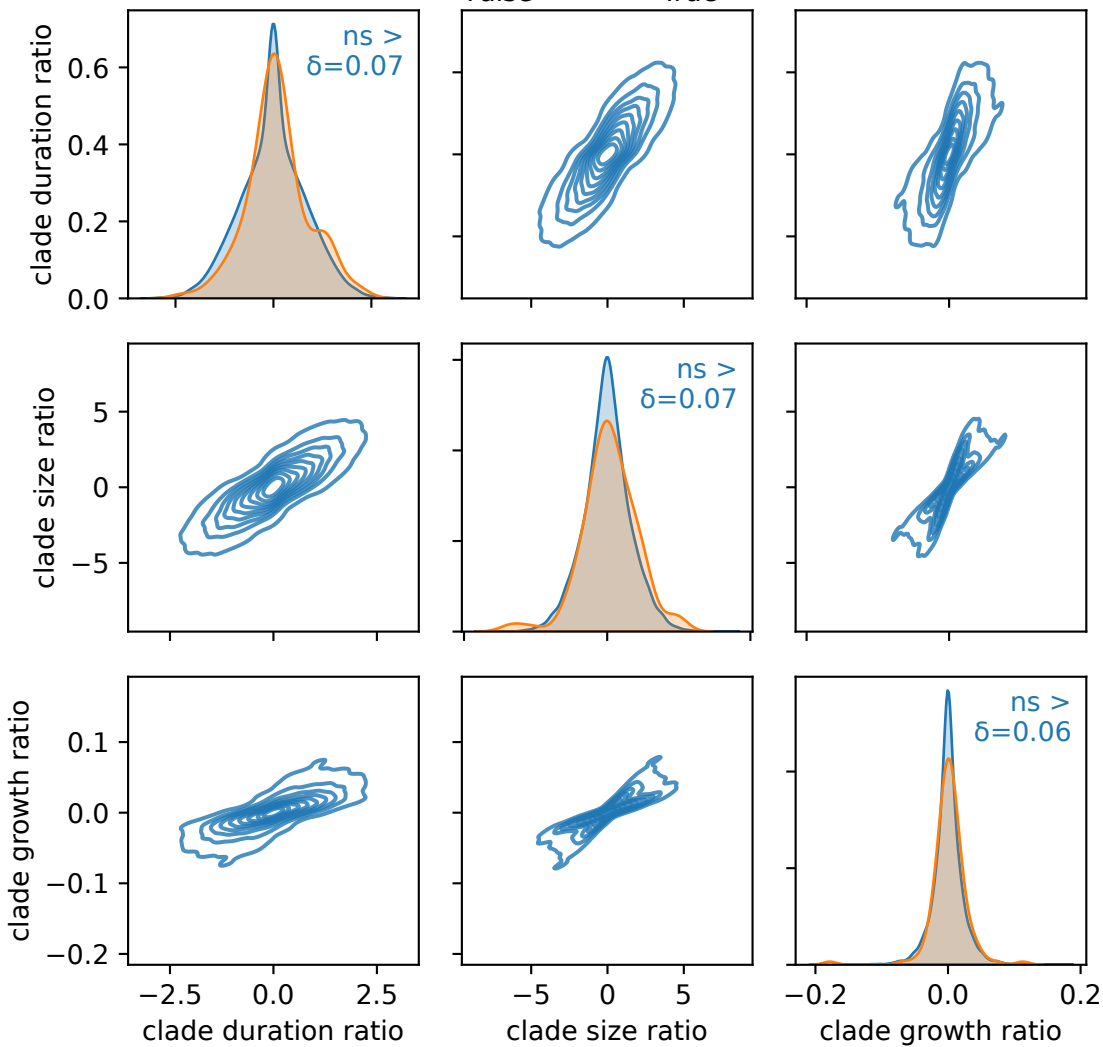 clade duration ratio
0.6
0.4
0.2
0.0
ns >
δ=0.07
clade size ratio
5
0
−5
ns >
δ=0.07
clade growth ratio
0.1
0.0
−0.1
−0.2
ns >
δ=0.06
−2.5 0.0 2.5
clade duration ratio
−5 0 5
clade size ratio
−0.2 0.0 0.2
clade growth ratio